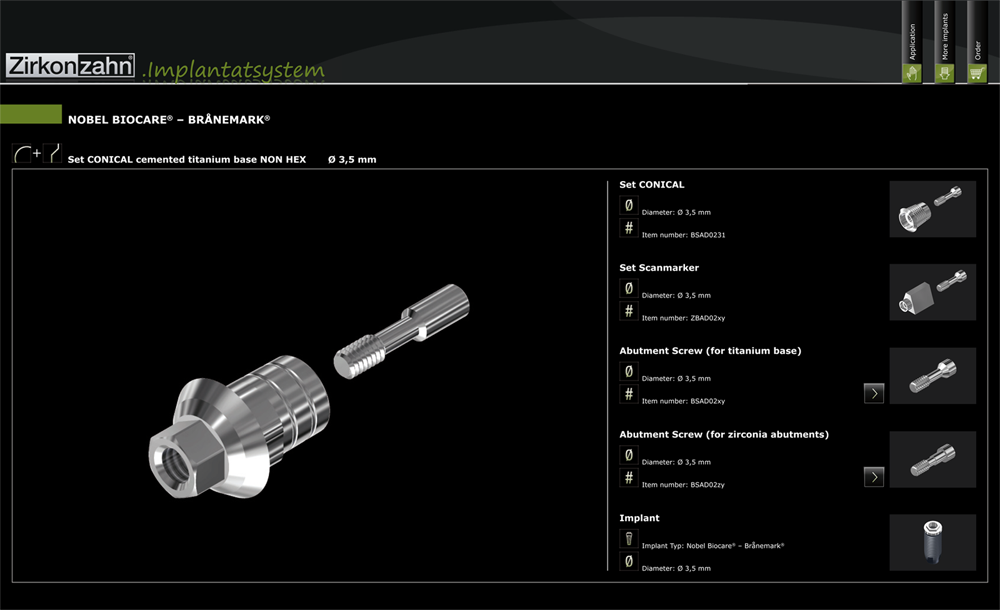 Application
More implants
Order
Zirkonzahn®
.Implantatsystem
NOBEL BIOCARE® – BRÅNEMARK®
+
Set CONICAL cemented titanium base NON HEX Ø 3,5 mm
Set CONICAL
Ø Diameter: Ø 3,5 mm
# Item number: BSAD0231
Set Scanmarker
Ø Diameter: Ø 3,5 mm
# Item number: ZBAD02xy
Abutment Screw (for titanium base)
Ø Diameter: Ø 3,5 mm
# Item number: BSAD02xy
Abutment Screw (for zirconia abutments)
Ø Diameter: Ø 3,5 mm
# Item number: BSAD02zy
Implant
Implant Typ: Nobel Biocare® – Brånemark®
Ø Diameter: Ø 3,5 mm